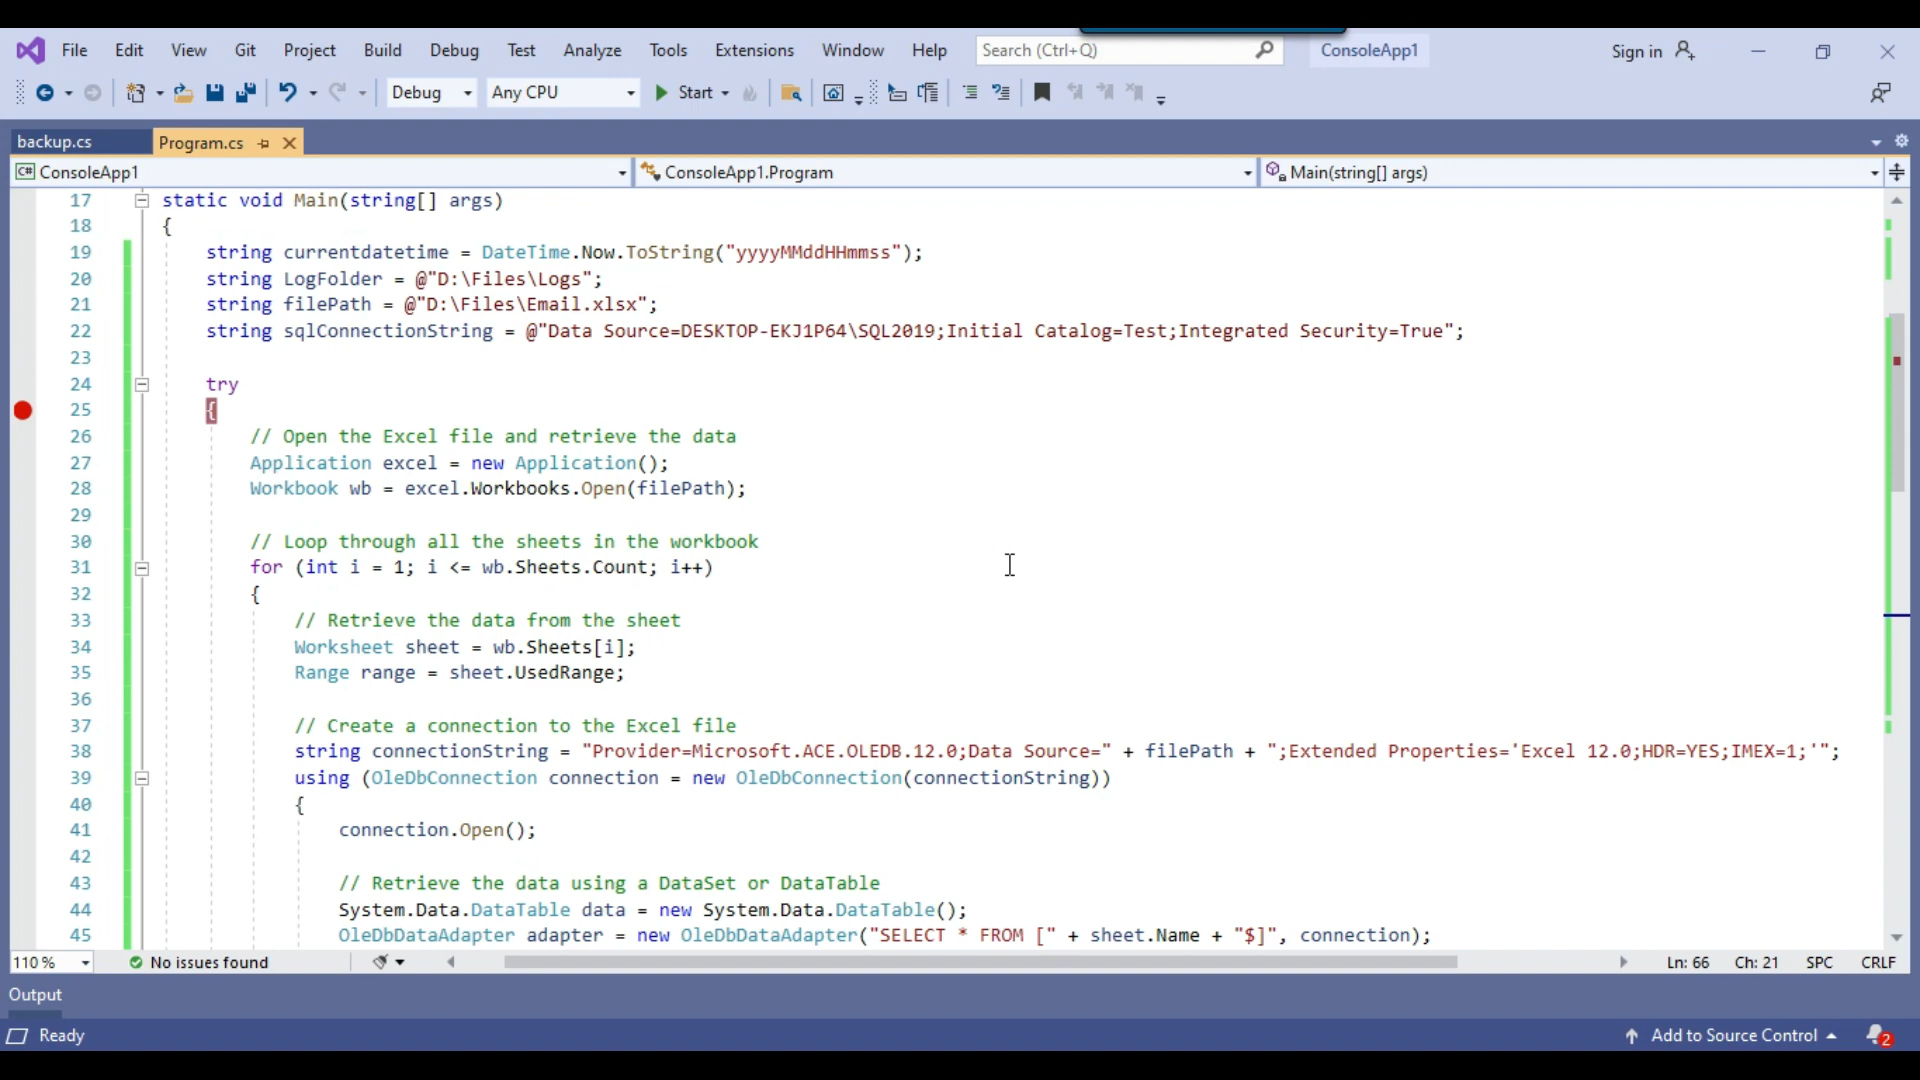 File Edit View Git Project Build Debug Test Analyze Tools Extensions Window Help Search (Ctrl+Q) ConsoleApp1 Sign in
Debug Any CPU Start
backup.cs Program.cs
C# ConsoleApp1 ConsoleApp1.Program Main(string[] args)
17 static void Main(string[] args)
18 {
19 string currentdatetime = DateTime.Now.ToString("yyyyMMddHHmmss");
20 string LogFolder = @"D:\Files\Logs";
21 string filePath = @"D:\Files\Email.xlsx";
22 string sqlConnectionString = @"Data Source=DESKTOP-EKJ1P64\SQL2019;Initial Catalog=Test;Integrated Security=True";
23
24 try
25 {
26 // Open the Excel file and retrieve the data
27 Application excel = new Application();
28 Workbook wb = excel.Workbooks.Open(filePath);
29
30 // Loop through all the sheets in the workbook
31 for (int i = 1; i <= wb.Sheets.Count; i++)
32 {
33 // Retrieve the data from the sheet
34 Worksheet sheet = wb.Sheets[i];
35 Range range = sheet.UsedRange;
36
37 // Create a connection to the Excel file
38 string connectionString = "Provider=Microsoft.ACE.OLEDB.12.0;Data Source=" + filePath + ";Extended Properties='Excel 12.0;HDR=YES;IMEX=1;'";
39 using (OleDbConnection connection = new OleDbConnection(connectionString))
40 {
41 connection.Open();
42
43 // Retrieve the data using a DataSet or DataTable
44 System.Data.DataTable data = new System.Data.DataTable();
45 OleDbDataAdapter adapter = new OleDbDataAdapter("SELECT * FROM [" + sheet.Name + "$]", connection);
110 % No issues found Ln: 66 Ch: 21 SPC CRLF
Output
Ready Add to Source Control 2